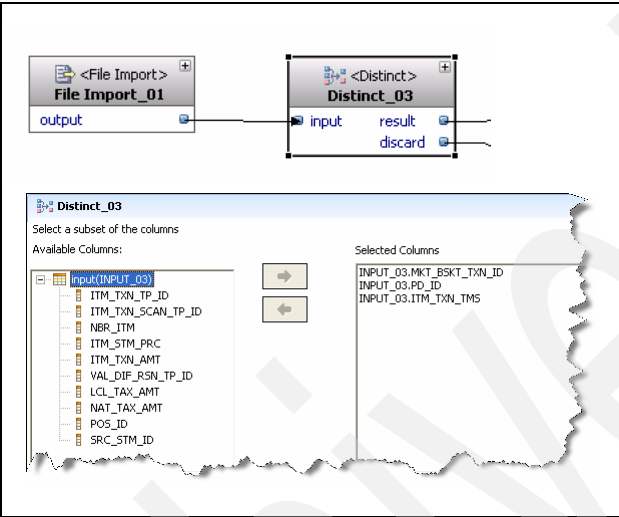 <File Import>
File Import_01
output
<Distinct>
Distinct_03
input result
discard
Distinct_03
Select a subset of the columns
Available Columns:
Selected Columns
input(INPUT_03)
ITM_TXN_TP_ID
ITM_TXN_SCAN_TP_ID
NBR_ITM
ITM_STM_PRC
ITM_TXN_AMT
VAL_DIF_RSN_TP_ID
LCL_TAX_AMT
NAT_TAX_AMT
POS_ID
SRC_STM_ID
INPUT_03.MKT_BSKT_TXN_ID
INPUT_03.PD_ID
INPUT_03.ITM_TXN_TMS